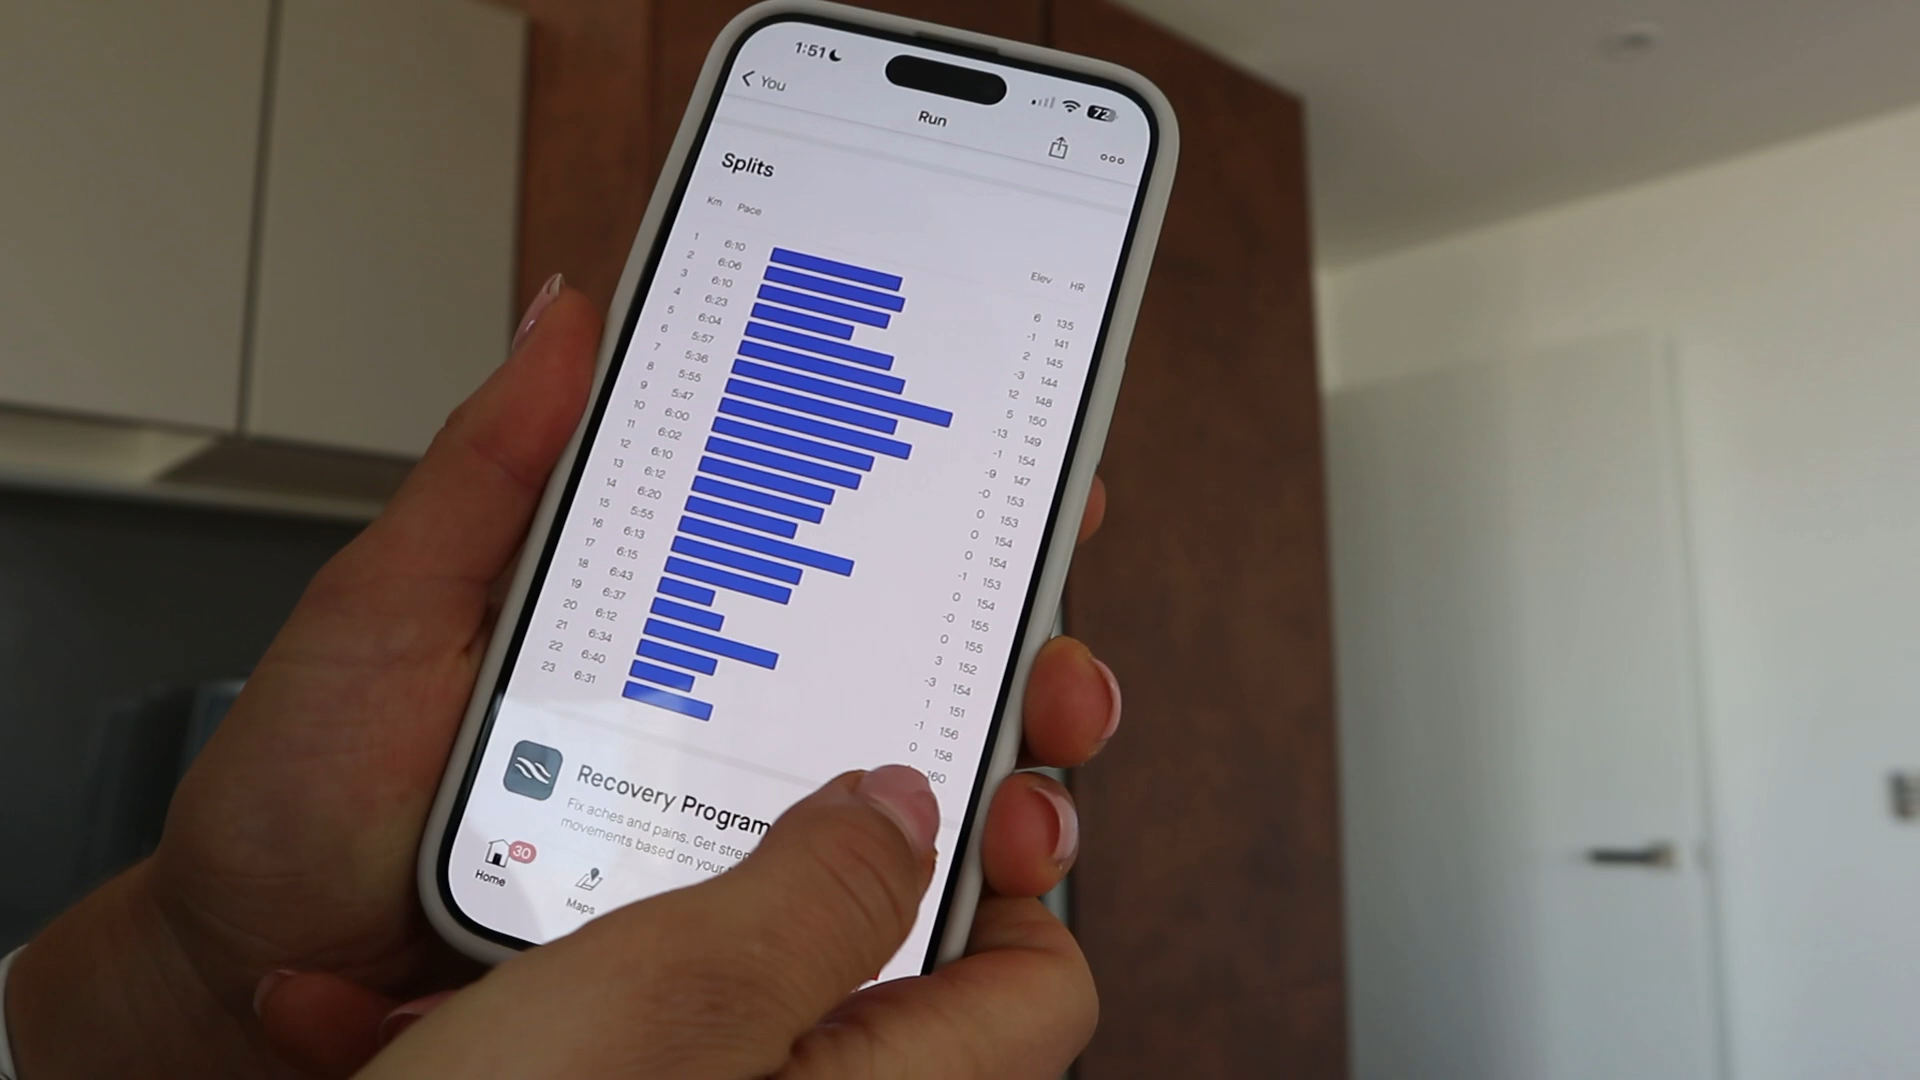 1:51
72
You
Run
Splits
Km Pace Elev HR
1 6:10 6 135
2 6:06 -1 141
3 6:10 2 145
4 6:23 -3 144
5 6:04 12 148
6 5:57 5 150
7 5:36 -13 149
8 5:55 -1 154
9 5:47 -9 147
10 6:00 -0 153
11 6:02 0 153
12 6:10 0 154
13 6:12 0 154
14 6:20 -1 153
15 5:55 0 154
16 6:13 -0 155
17 6:15 0 155
18 6:43 3 152
19 6:37 -3 154
20 6:12 1 151
21 6:34 -1 156
22 6:40 0 158
23 6:31 160
Recovery Program
Fix aches and pains. Get
movements based on your
30
Home
Maps